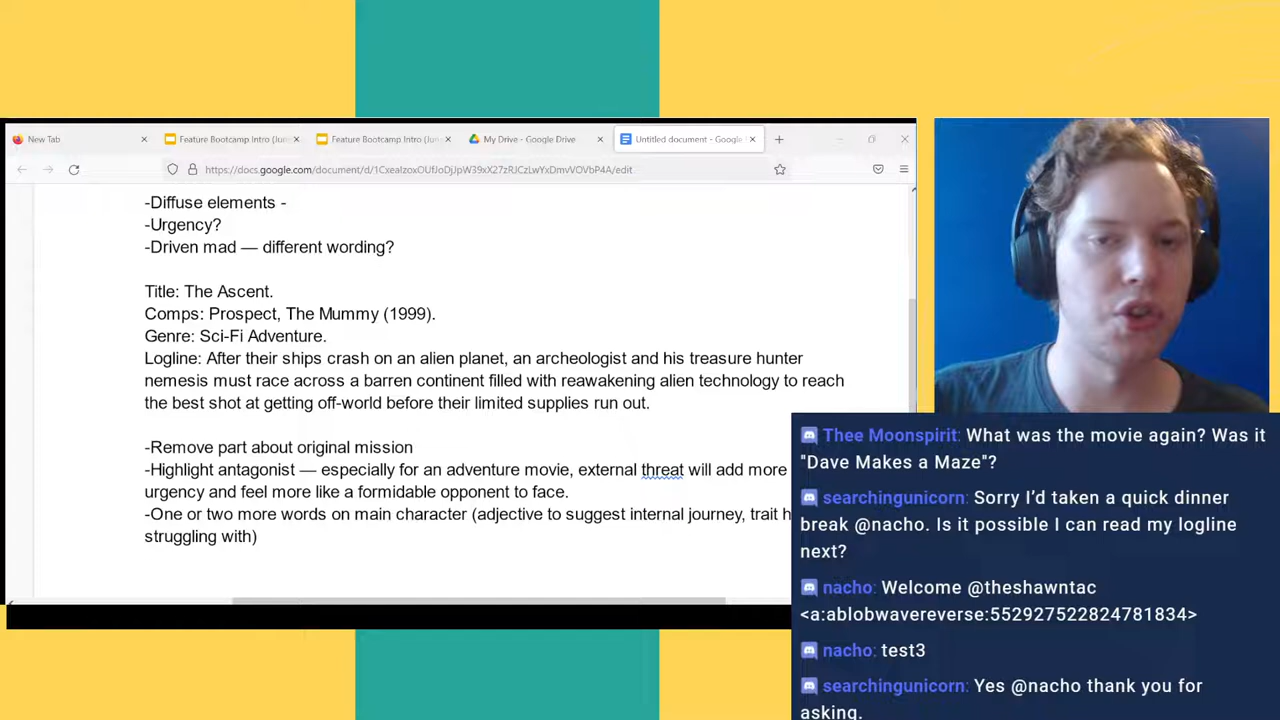 New Tab
Feature Bootcamp Intro (Jun
Feature Bootcamp Intro (Jun
My Drive - Google Drive
Untitled document - Google
-Diffuse elements -
-Urgency?
-Driven mad — different wording?
Title: The Ascent.
Comps: Prospect, The Mummy (1999).
Genre: Sci-Fi Adventure.
Logline: After their ships crash on an alien planet, an archeologist and his treasure hunter
nemesis must race across a barren continent filled with reawakening alien technology to reach
the best shot at getting off-world before their limited supplies run out.
-Remove part about original mission
-Highlight antagonist — especially for an adventure movie, external threat will add more
urgency and feel more like a formidable opponent to face.
-One or two more words on main character (adjective to suggest internal journey, trait h
struggling with)
Thee Moonspirit: What was the movie again? Was it
"Dave Makes a Maze"?
searchingunicorn: Sorry I'd taken a quick dinner
break @nacho. Is it possible I can read my logline
next?
nacho: Welcome @theshawntac
<a:ablobwavereverse:552927522824781834>
nacho: test3
searchingunicorn: Yes @nacho thank you for
asking.